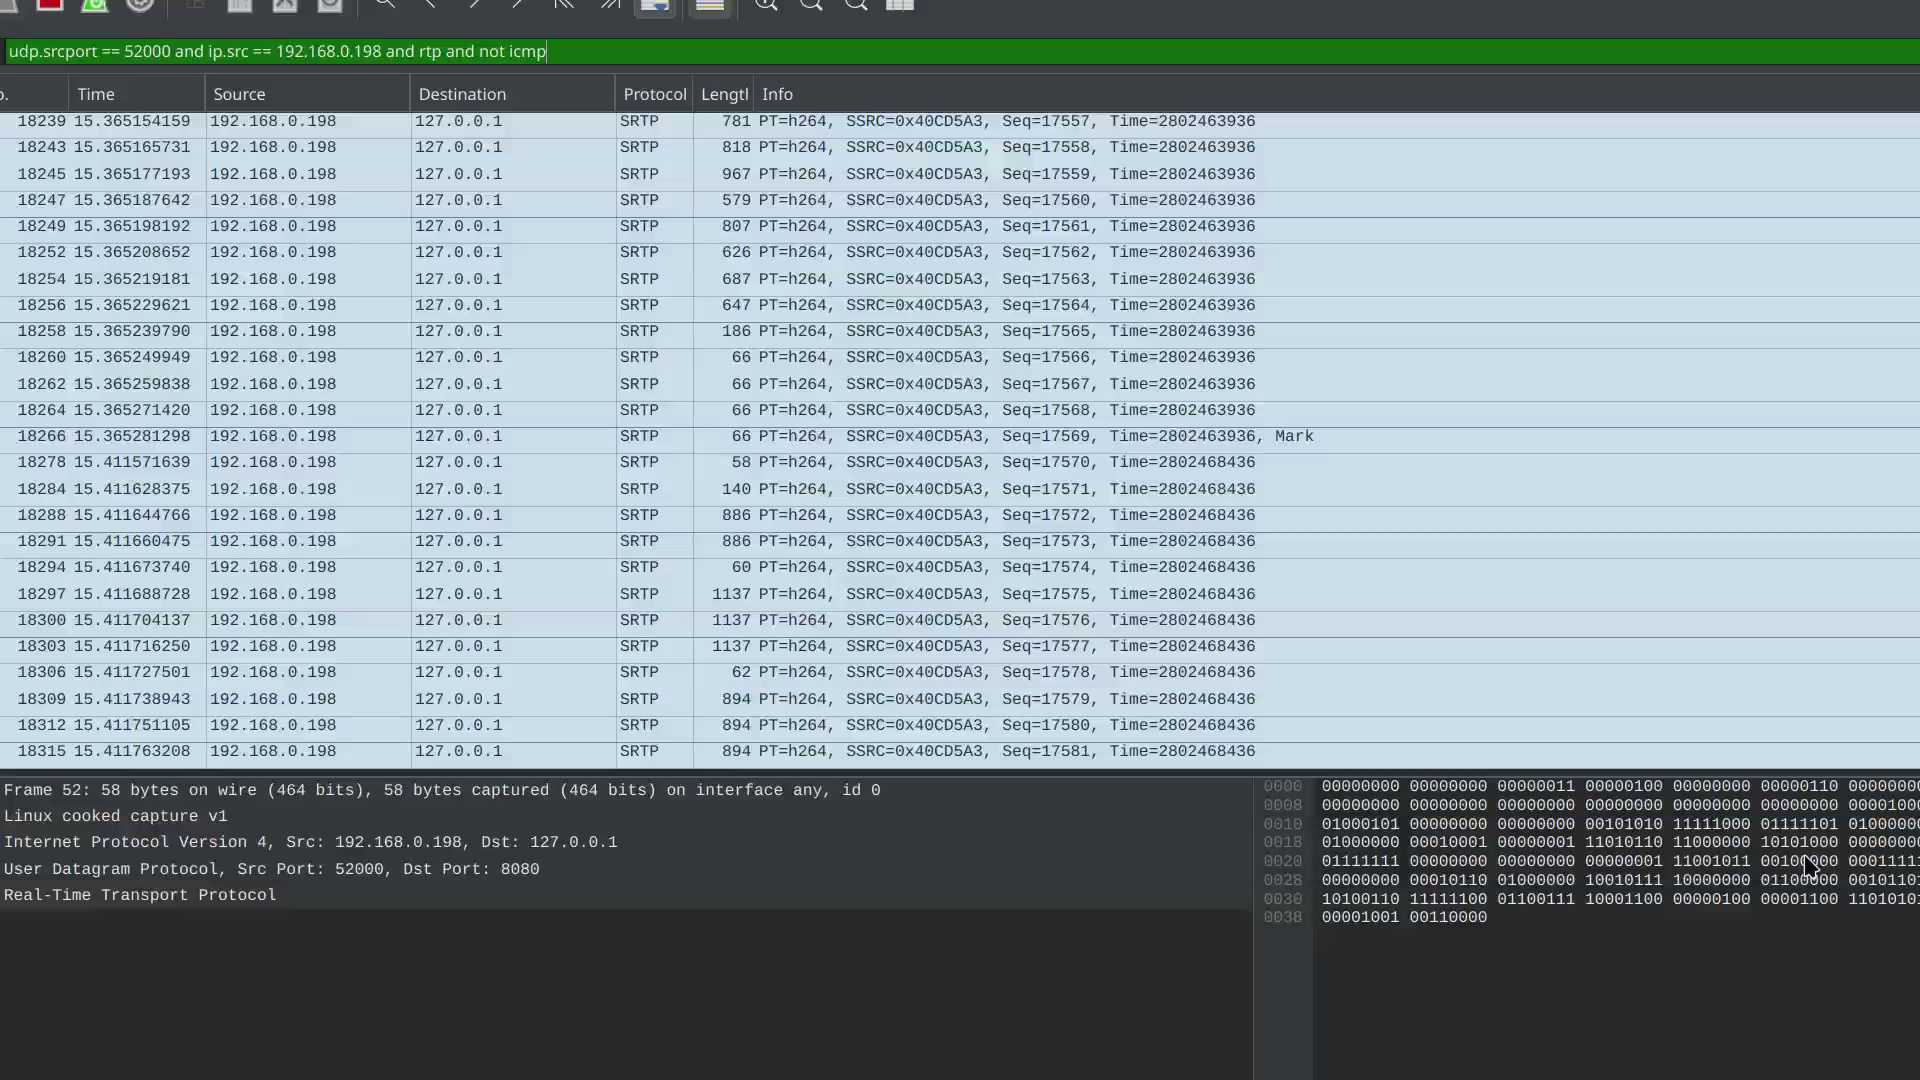 udp.srcport == 52000 and ip.src == 192.168.0.198 and rtp and not icmp
o. Time Source Destination Protocol Lengtl Info
18239 15.365154159 192.168.0.198 127.0.0.1 SRTP 781 PT=h264, SSRC=0x40CD5A3, Seq=17557, Time=2802463936
18243 15.365165731 192.168.0.198 127.0.0.1 SRTP 818 PT=h264, SSRC=0x40CD5A3, Seq=17558, Time=2802463936
18245 15.365177193 192.168.0.198 127.0.0.1 SRTP 967 PT=h264, SSRC=0x40CD5A3, Seq=17559, Time=2802463936
18247 15.365187642 192.168.0.198 127.0.0.1 SRTP 579 PT=h264, SSRC=0x40CD5A3, Seq=17560, Time=2802463936
18249 15.365198192 192.168.0.198 127.0.0.1 SRTP 807 PT=h264, SSRC=0x40CD5A3, Seq=17561, Time=2802463936
18252 15.365208652 192.168.0.198 127.0.0.1 SRTP 626 PT=h264, SSRC=0x40CD5A3, Seq=17562, Time=2802463936
18254 15.365219181 192.168.0.198 127.0.0.1 SRTP 687 PT=h264, SSRC=0x40CD5A3, Seq=17563, Time=2802463936
18256 15.365229621 192.168.0.198 127.0.0.1 SRTP 647 PT=h264, SSRC=0x40CD5A3, Seq=17564, Time=2802463936
18258 15.365239790 192.168.0.198 127.0.0.1 SRTP 186 PT=h264, SSRC=0x40CD5A3, Seq=17565, Time=2802463936
18260 15.365249949 192.168.0.198 127.0.0.1 SRTP 66 PT=h264, SSRC=0x40CD5A3, Seq=17566, Time=2802463936
18262 15.365259838 192.168.0.198 127.0.0.1 SRTP 66 PT=h264, SSRC=0x40CD5A3, Seq=17567, Time=2802463936
18264 15.365271420 192.168.0.198 127.0.0.1 SRTP 66 PT=h264, SSRC=0x40CD5A3, Seq=17568, Time=2802463936
18266 15.365281298 192.168.0.198 127.0.0.1 SRTP 66 PT=h264, SSRC=0x40CD5A3, Seq=17569, Time=2802463936, Mark
18278 15.411571639 192.168.0.198 127.0.0.1 SRTP 58 PT=h264, SSRC=0x40CD5A3, Seq=17570, Time=2802468436
18284 15.411628375 192.168.0.198 127.0.0.1 SRTP 140 PT=h264, SSRC=0x40CD5A3, Seq=17571, Time=2802468436
18288 15.411644766 192.168.0.198 127.0.0.1 SRTP 886 PT=h264, SSRC=0x40CD5A3, Seq=17572, Time=2802468436
18291 15.411660475 192.168.0.198 127.0.0.1 SRTP 886 PT=h264, SSRC=0x40CD5A3, Seq=17573, Time=2802468436
18294 15.411673740 192.168.0.198 127.0.0.1 SRTP 60 PT=h264, SSRC=0x40CD5A3, Seq=17574, Time=2802468436
18297 15.411688728 192.168.0.198 127.0.0.1 SRTP 1137 PT=h264, SSRC=0x40CD5A3, Seq=17575, Time=2802468436
18300 15.411704137 192.168.0.198 127.0.0.1 SRTP 1137 PT=h264, SSRC=0x40CD5A3, Seq=17576, Time=2802468436
18303 15.411716250 192.168.0.198 127.0.0.1 SRTP 1137 PT=h264, SSRC=0x40CD5A3, Seq=17577, Time=2802468436
18306 15.411727501 192.168.0.198 127.0.0.1 SRTP 62 PT=h264, SSRC=0x40CD5A3, Seq=17578, Time=2802468436
18309 15.411738943 192.168.0.198 127.0.0.1 SRTP 894 PT=h264, SSRC=0x40CD5A3, Seq=17579, Time=2802468436
18312 15.411751105 192.168.0.198 127.0.0.1 SRTP 894 PT=h264, SSRC=0x40CD5A3, Seq=17580, Time=2802468436
18315 15.411763208 192.168.0.198 127.0.0.1 SRTP 894 PT=h264, SSRC=0x40CD5A3, Seq=17581, Time=2802468436
Frame 52: 58 bytes on wire (464 bits), 58 bytes captured (464 bits) on interface any, id 0
Linux cooked capture v1
Internet Protocol Version 4, Src: 192.168.0.198, Dst: 127.0.0.1
User Datagram Protocol, Src Port: 52000, Dst Port: 8080
Real-Time Transport Protocol
0000 00000000 00000000 00000011 00000100 00000000 00000110 0000000
0008 00000000 00000000 00000000 00000000 00000000 00000000 0000100
0010 01000101 00000000 00000000 00101010 11111000 01111101 0100000
0018 01000000 00010001 00000001 11010110 11000000 10101000 0000000
0020 01111111 00000000 00000000 00000001 11001011 00100000 0001111
0028 00000000 00010110 01000000 10010111 10000000 01100000 0010110
0030 10100110 11111100 01100111 10001100 00000100 00001100 1101010
0038 00001001 00110000